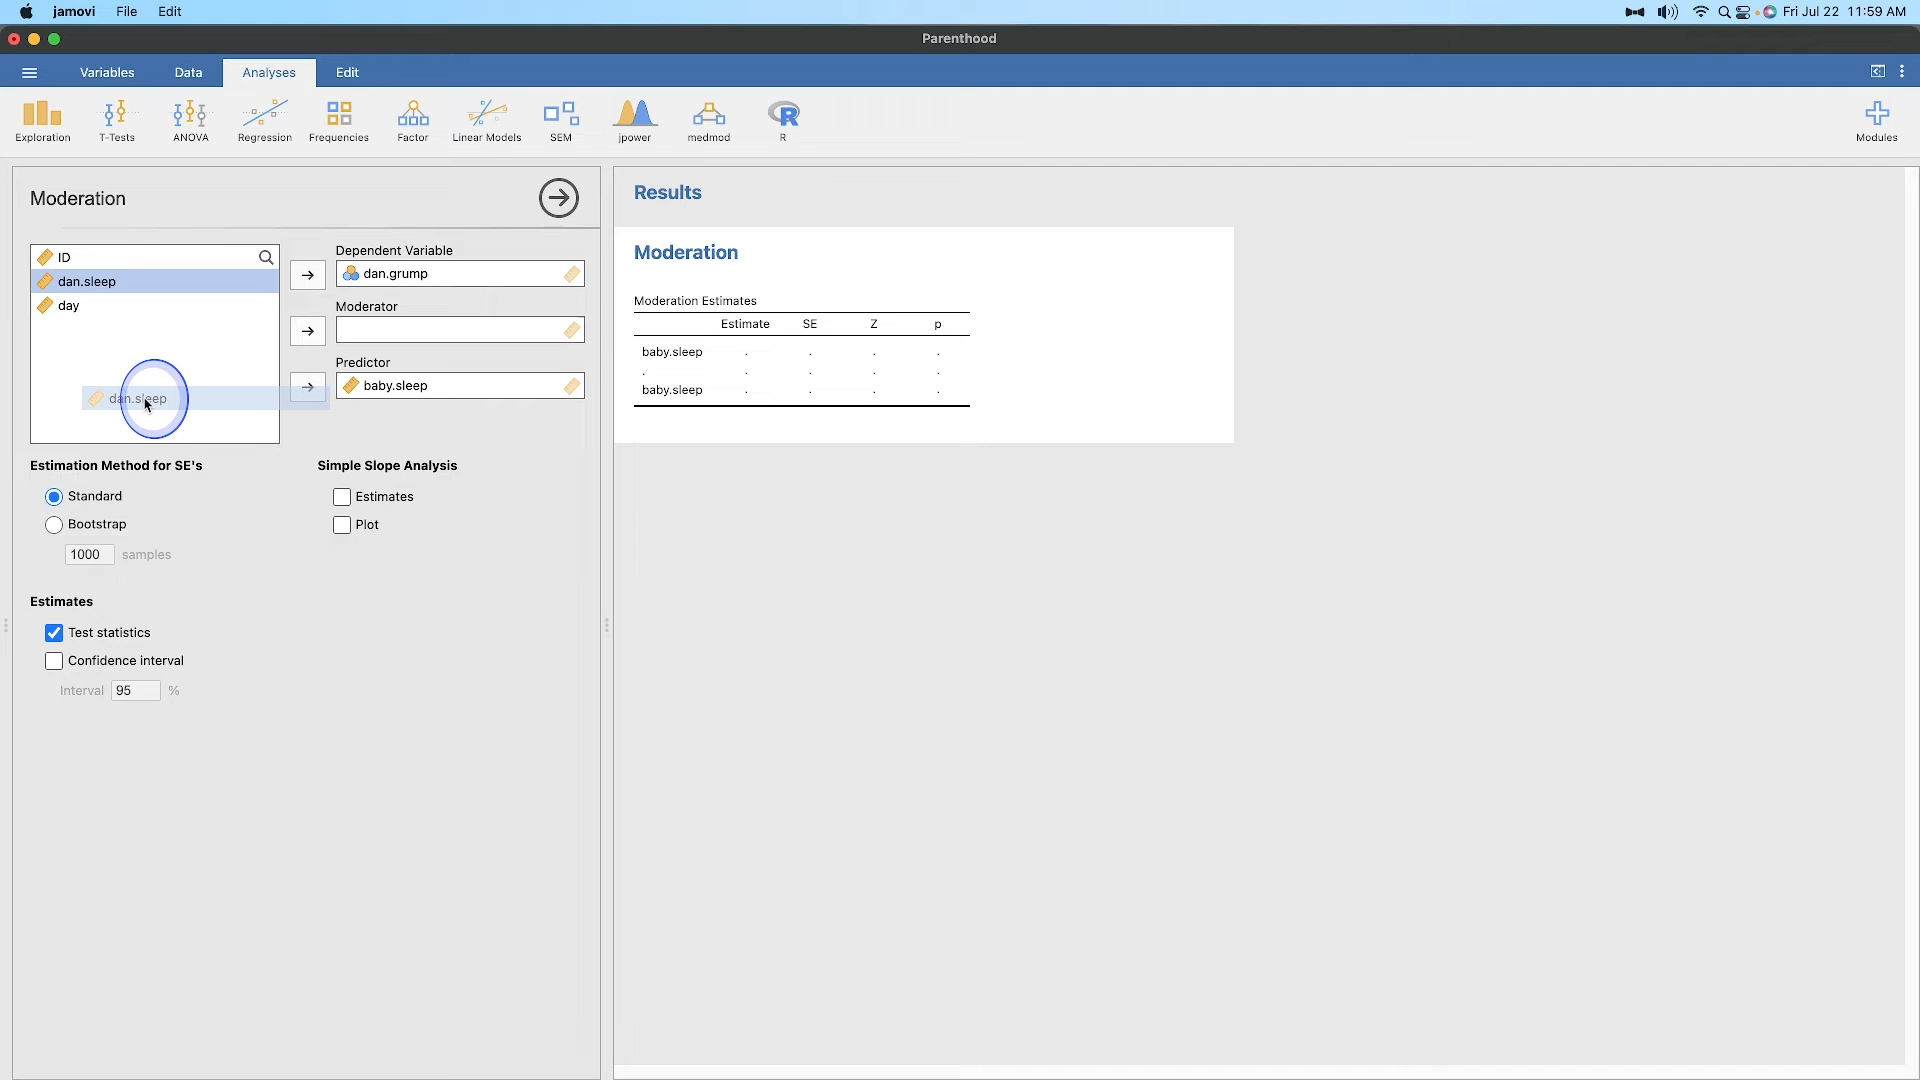 jamovi File Edit Fri Jul 22 11:59 AM
Parenthood
Variables Data Analyses Edit
Exploration T-Tests ANOVA Regression Frequencies Factor Linear Models SEM jpower medmod R Modules
Moderation
ID
dan.sleep
day
dan.sleep
Dependent Variable
dan.grump
Moderator
Predictor
baby.sleep
Estimation Method for SE's
Standard
Bootstrap
1000 samples
Simple Slope Analysis
Estimates
Plot
Estimates
Test statistics
Confidence interval
Interval 95 %
Results
Moderation
Moderation Estimates
Estimate SE Z p
baby.sleep . . . .
. . . . .
baby.sleep . . . .